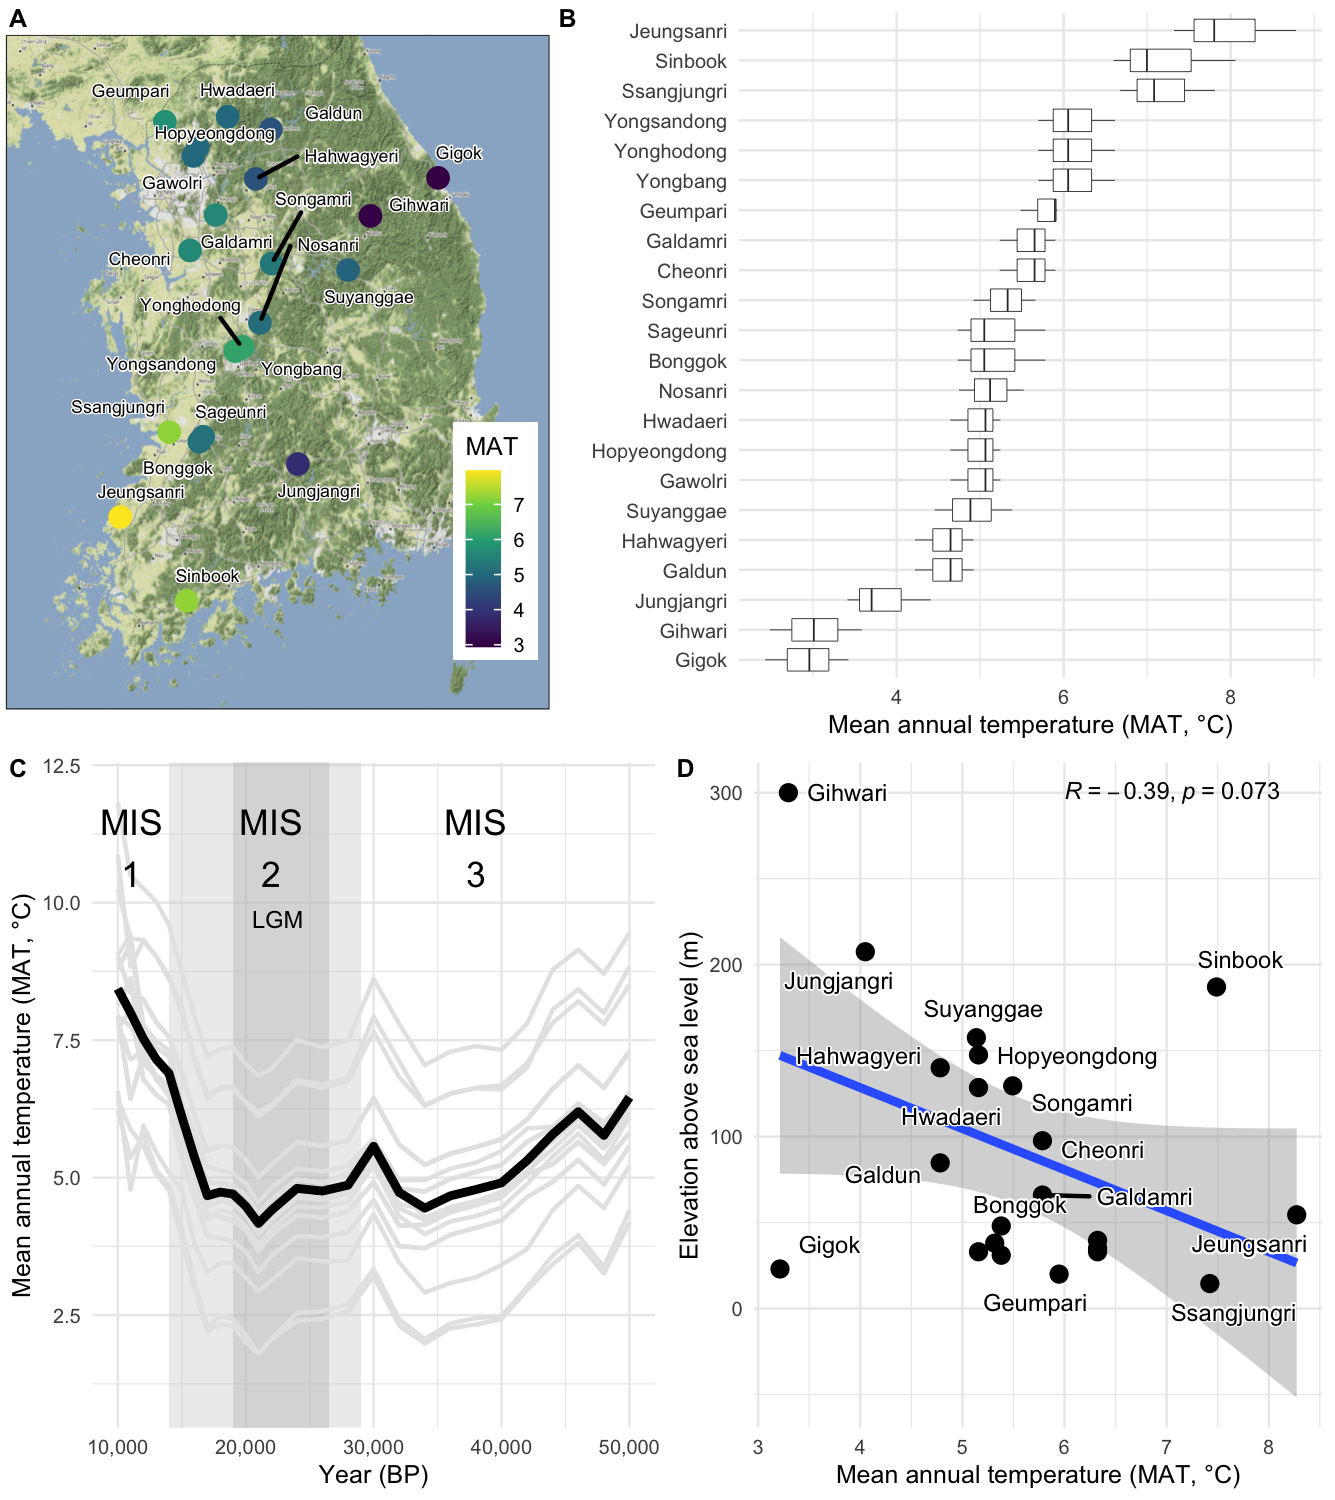 A
Geumpari
Hwadaeri
Galdun
Hopyeongdong
Hahwagyeri
Gigok
Gawolri
Songamri
Gihwari
Galdamri
Nosanri
Cheonri
Suyanggae
Yonghodong
Yongsandong
Yongbang
Ssangjungri
Sageunri
Bonggok
Jeungsanri
Jungjangri
Sinbook
MAT
7
6
5
4
3
B
Jeungsanri
Sinbook
Ssangjungri
Yongsandong
Yonghodong
Yongbang
Geumpari
Galdamri
Cheonri
Songamri
Sageunri
Bonggok
Nosanri
Hwadaeri
Hopyeongdong
Gawolri
Suyanggae
Hahwagyeri
Galdun
Jungjangri
Gihwari
Gigok
4 6 8
Mean annual temperature (MAT, °C)
C
12.5
10.0
7.5
5.0
2.5
Mean annual temperature (MAT, °C)
MIS
1
MIS
2
LGM
MIS
3
10,000 20,000 30,000 40,000 50,000
Year (BP)
D
300
200
100
0
Elevation above sea level (m)
R = −0.39, p = 0.073
Gihwari
Sinbook
Jungjangri
Suyanggae
Hahwagyeri
Hopyeongdong
Songamri
Hwadaeri
Cheonri
Galdun
Galdamri
Bonggok
Gigok
Jeungsanri
Geumpari
Ssangjungri
3 4 5 6 7 8
Mean annual temperature (MAT, °C)